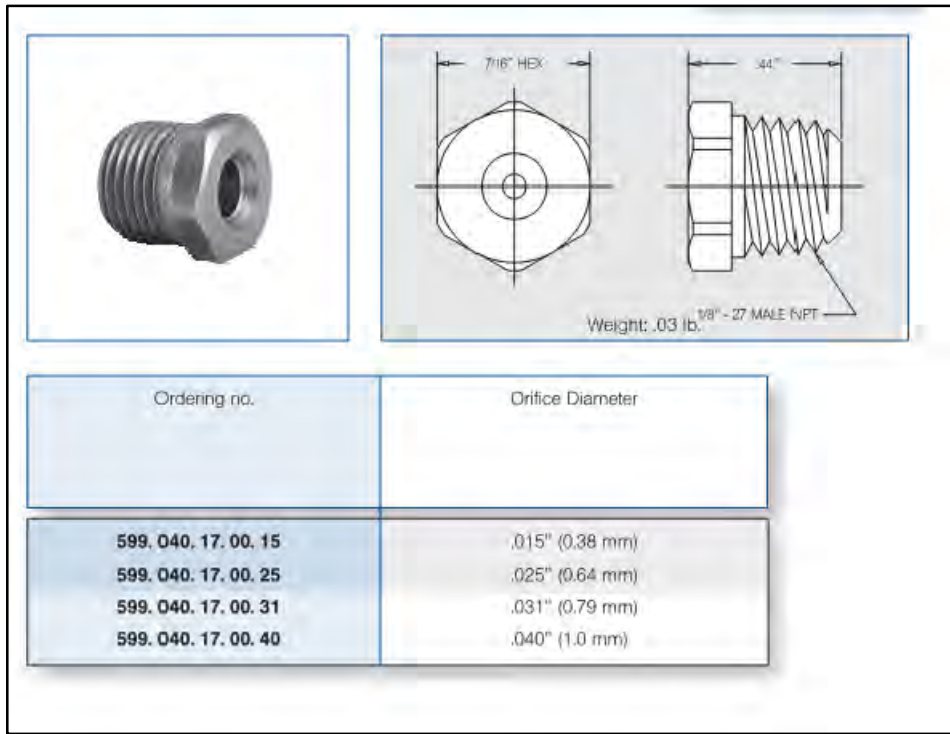 7/16" HEX
.44"
1/8" - 27 MALE NPT
Weight: .03 lb.
Ordering no. Orifice Diameter
599. 040. 17. 00. 15 .015" (0.38 mm)
599. 040. 17. 00. 25 .025" (0.64 mm)
599. 040. 17. 00. 31 .031" (0.79 mm)
599. 040. 17. 00. 40 .040" (1.0 mm)